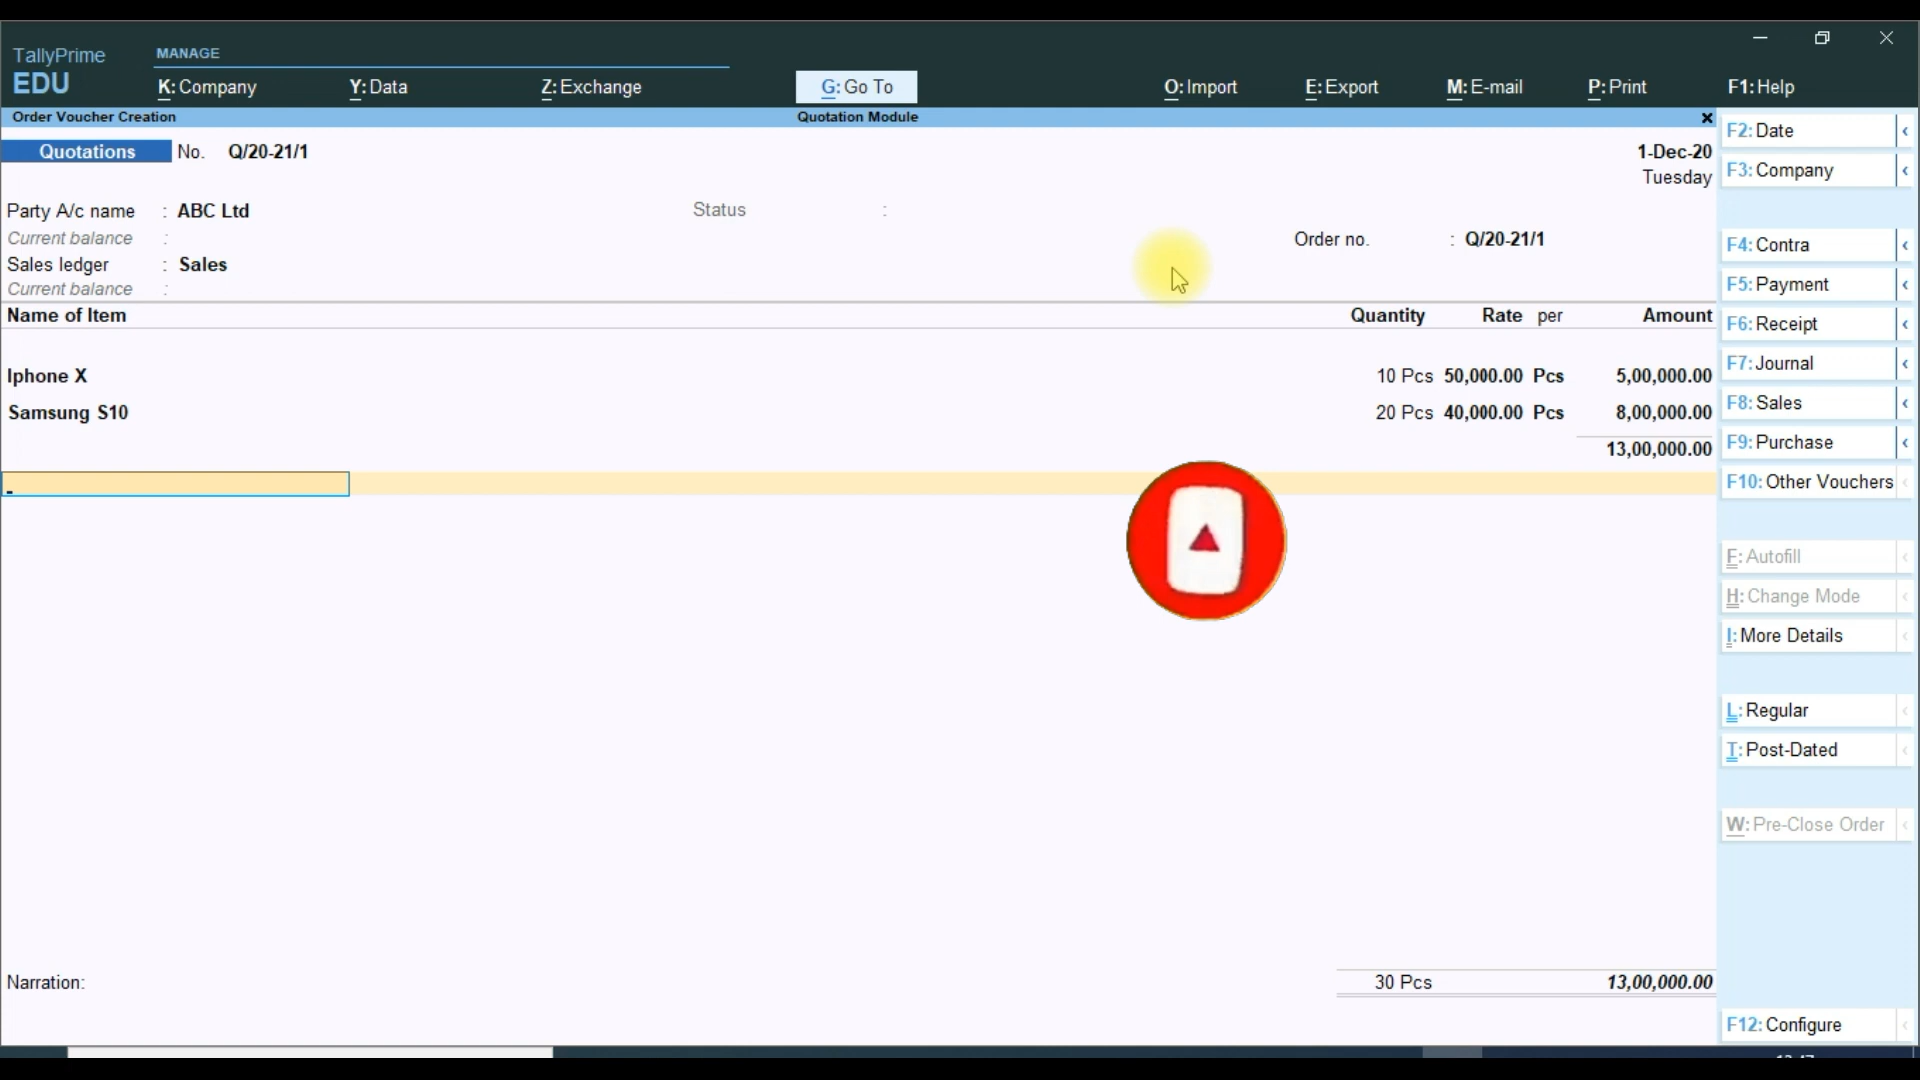 TallyPrime
EDU
MANAGE
K: Company
Y: Data
Z: Exchange
G: Go To
O: Import
E: Export
M: E-mail
P: Print
F1: Help
Order Voucher Creation
Quotation Module
Quotations No. Q/20-21/1
1-Dec-20
Tuesday
Party A/c name : ABC Ltd
Status :
Current balance :
Order no. : Q/20-21/1
Sales ledger : Sales
Current balance :
Name of Item Quantity Rate per Amount
Iphone X 10 Pcs 50,000.00 Pcs 5,00,000.00
Samsung S10 20 Pcs 40,000.00 Pcs 8,00,000.00
13,00,000.00
Narration: 30 Pcs 13,00,000.00
F2: Date
F3: Company
F4: Contra
F5: Payment
F6: Receipt
F7: Journal
F8: Sales
F9: Purchase
F10: Other Vouchers
F: Autofill
H: Change Mode
I: More Details
L: Regular
T: Post-Dated
W: Pre-Close Order
F12: Configure